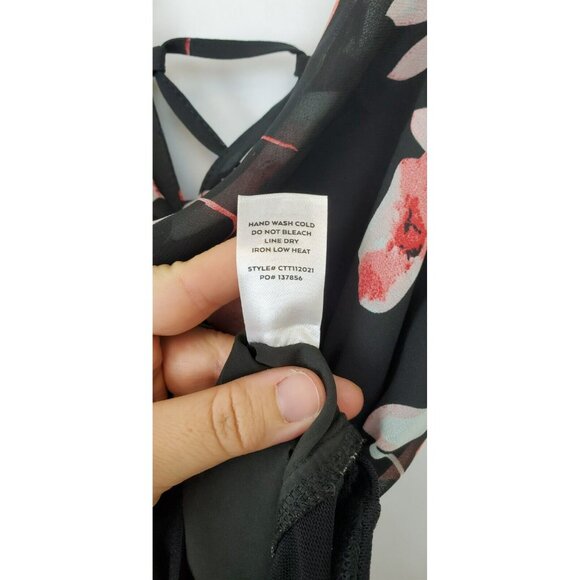 HAND WASH COLD
DO NOT BLEACH
LINE DRY
IRON LOW HEAT
STYLE# CTT112021
PO# 137856